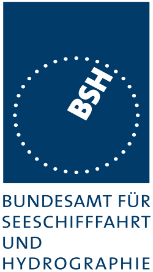 BSH
BUNDESAMT FÜR
SEESCHIFFFAHRT
UND
HYDROGRAPHIE